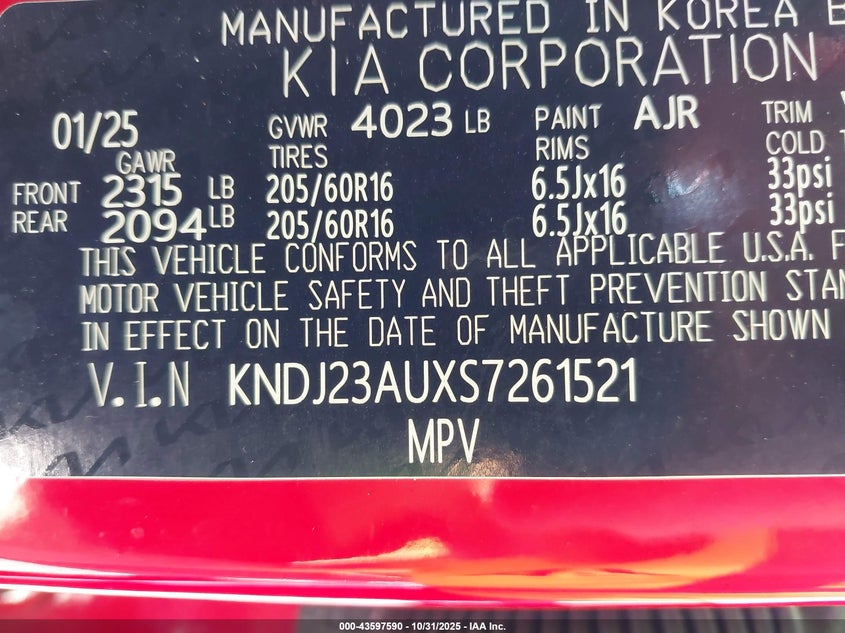 MANUFACTURED IN KOREA B
KIA CORPORATION
01/25 GVWR 4023 LB PAINT AJR TRIM
GAWR TIRES RIMS COLD T
FRONT 2315 LB 205/60R16 6.5Jx16 33psi
REAR 2094 LB 205/60R16 6.5Jx16 33psi
THIS VEHICLE CONFORMS TO ALL APPLICABLE U.S.A. F
MOTOR VEHICLE SAFETY AND THEFT PREVENTION STAN
IN EFFECT ON THE DATE OF MANUFACTURE SHOWN
V.I.N KNDJ23AUXS7261521
MPV
000-43597590 - 10/31/2025 - IAA Inc.